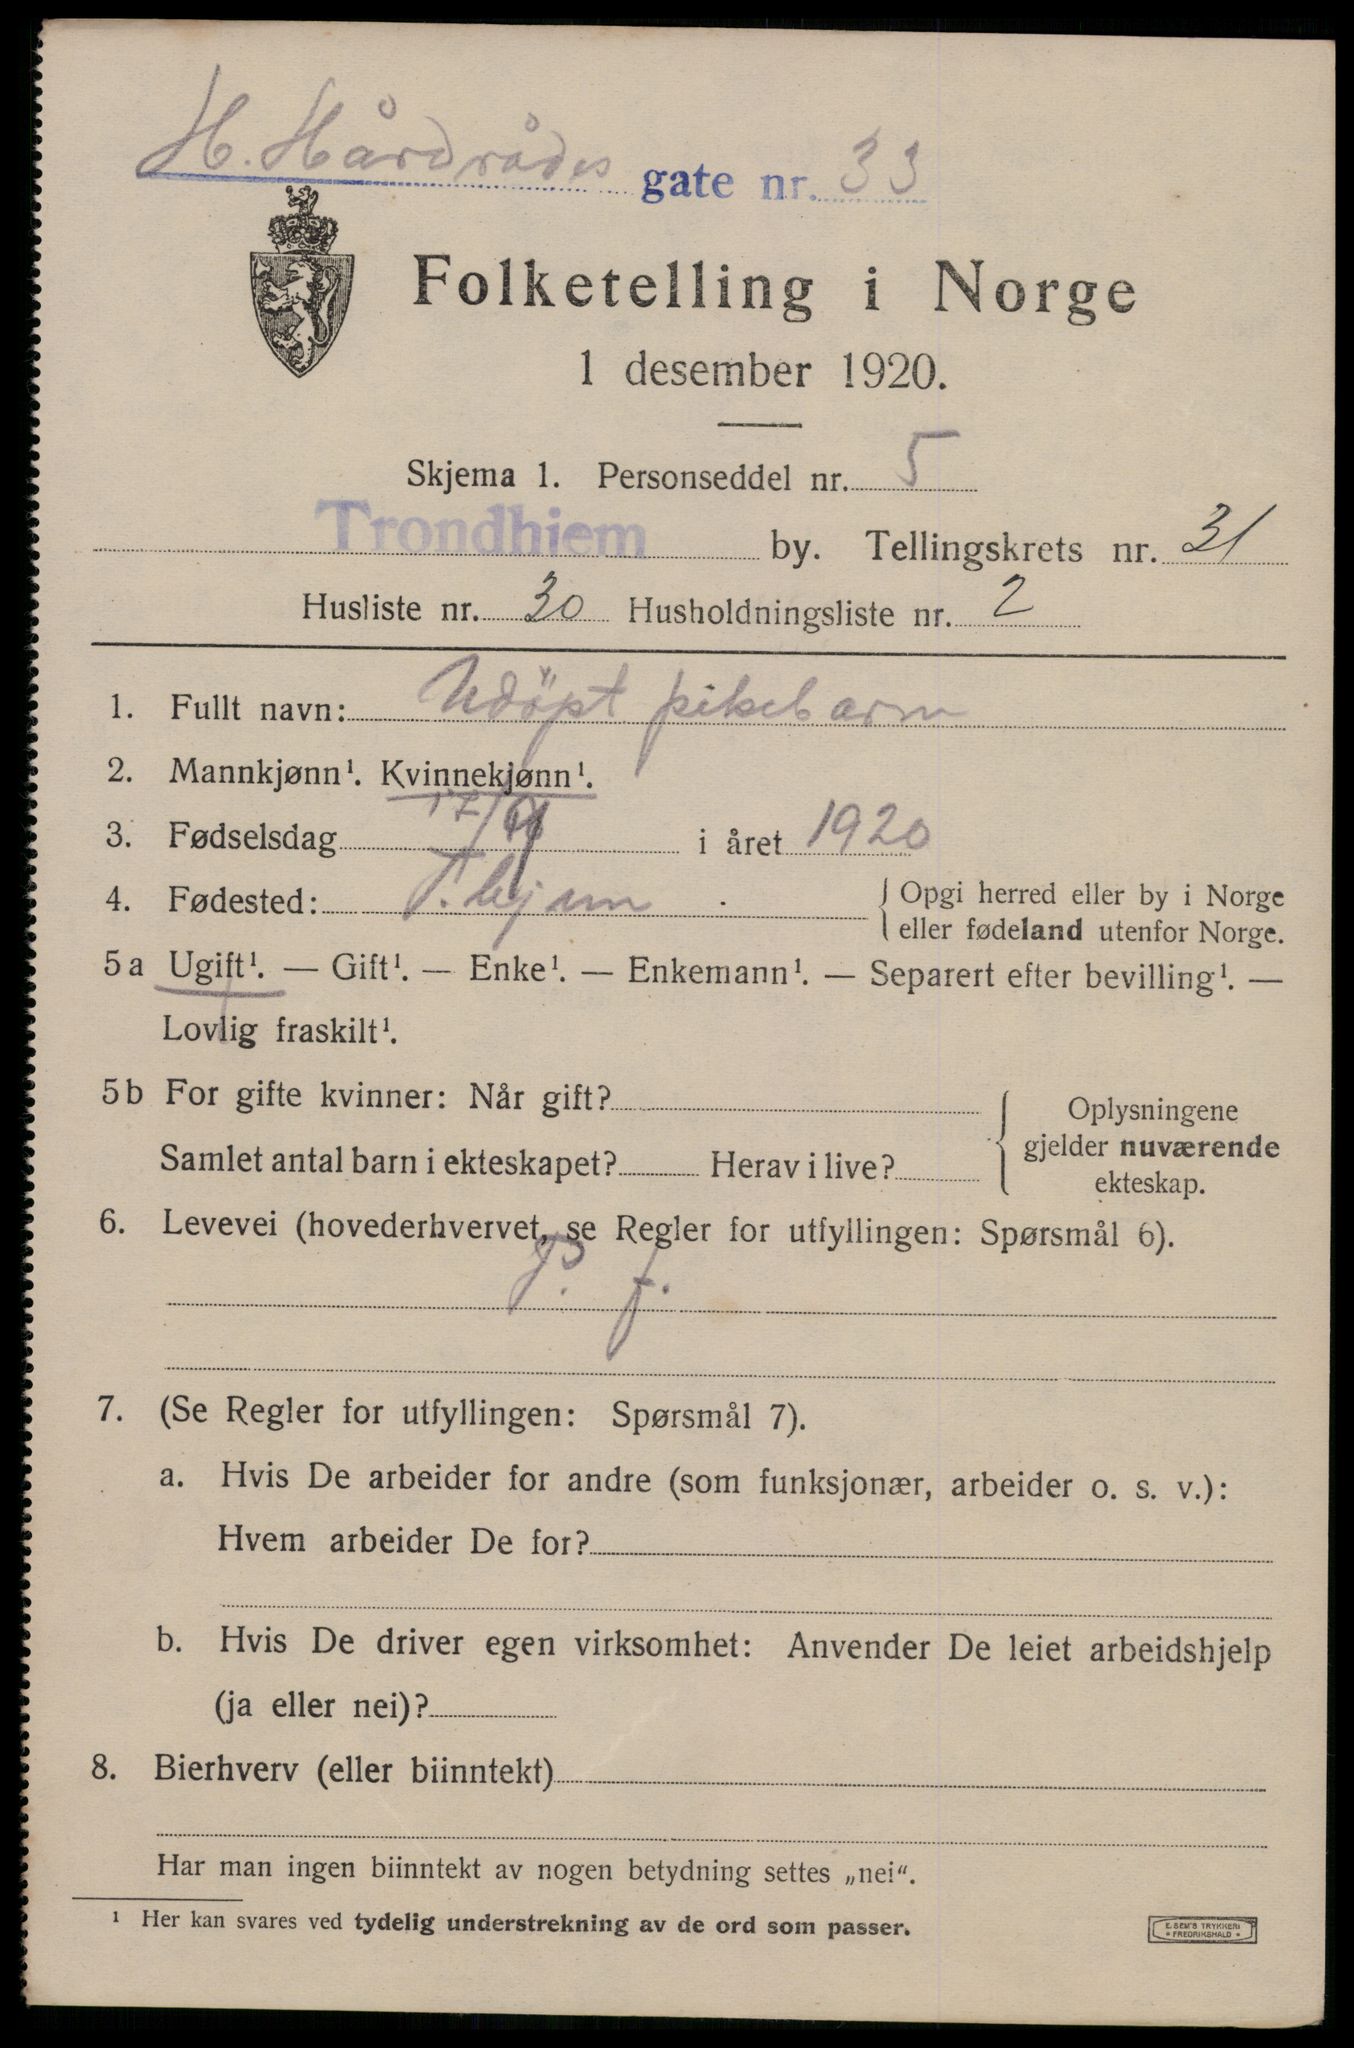 H. Hårdrådes gate nr. 33
Folketelling i Norge
1 desember 1920.
Skjema 1. Personseddel nr. 5
Trondhjem by. Tellingskrets nr. 31
Husliste nr. 30 Husholdningsliste nr. 2
1. Fullt navn: Udöpt pikebarn
2. Mannkjønn¹. Kvinnekjønn¹.
3. Fødselsdag 17/9 i året 1920
4. Fødested: T.hjem { Opgi herred eller by i Norge
eller fødeland utenfor Norge.
5 a Ugift¹. — Gift¹. — Enke¹. — Enkemann¹. — Separert efter bevilling¹. —
Lovlig fraskilt¹.
5 b For gifte kvinner: Når gift? { Oplysningene
gjelder nuværende
Samlet antal barn i ekteskapet? Herav i live?
ekteskap.
6. Levevei (hovederhvervet, se Regler for utfyllingen: Spørsmål 6).
P. f.
7. (Se Regler for utfyllingen: Spørsmål 7).
a. Hvis De arbeider for andre (som funksjonær, arbeider o. s. v.):
Hvem arbeider De for?
b. Hvis De driver egen virksomhet: Anvender De leiet arbeidshjelp
(ja eller nei)?
8. Bierhverv (eller biinntekt)
Har man ingen biinntekt av nogen betydning settes „nei“.
¹ Her kan svares ved tydelig understrekning av de ord som passer.
E. SEM'S TRYKKERI
* FREDRIKSHALD *